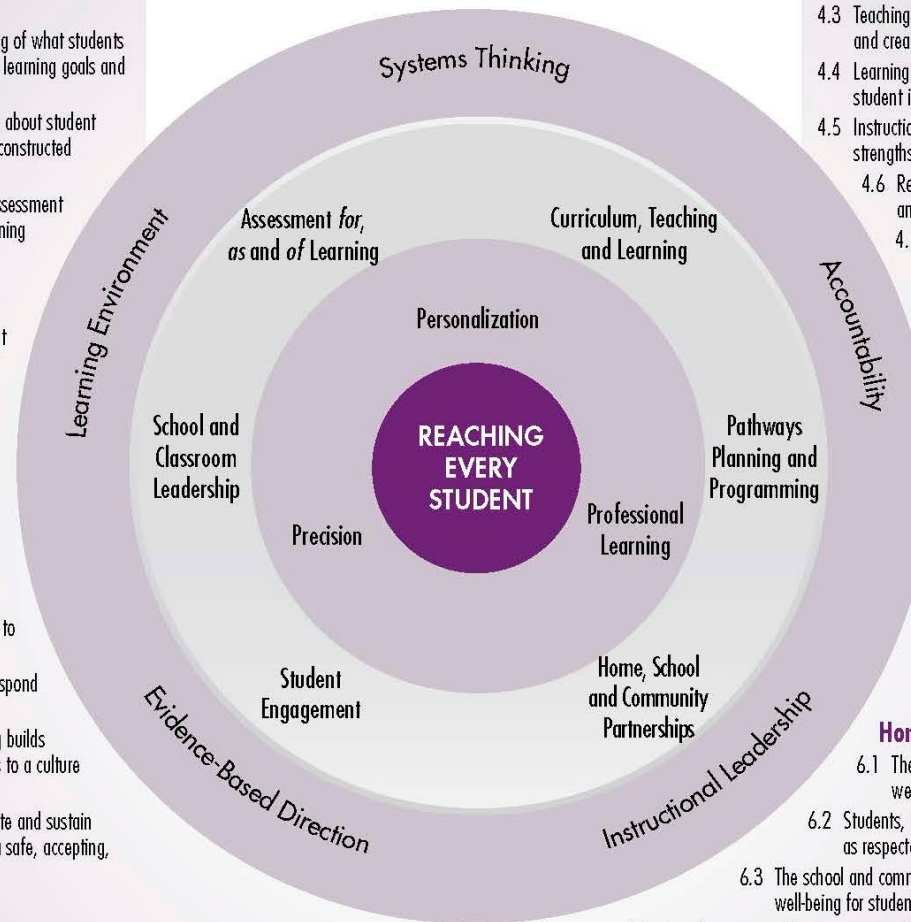 g of what students
learning goals and
about student
constructed
ssessment
ning
t
to
spond
builds
s to a culture
te and sustain
safe, accepting,
Systems Thinking
Learning Environment
Accountability
Evidence-Based Direction
Instructional Leadership
Assessment for,
as and of Learning
Curriculum, Teaching
and Learning
School and
Classroom
Leadership
Pathways
Planning and
Programming
Student
Engagement
Home, School
and Community
Partnerships
Personalization
Precision
Professional
Learning
REACHING
EVERY
STUDENT
4.3 Teaching
and crea
4.4 Learning
student i
4.5 Instructio
strengths
4.6 Re
an
4.
Hon
6.1 The
we
6.2 Students,
as respecte
6.3 The school and comm
well-being for studen